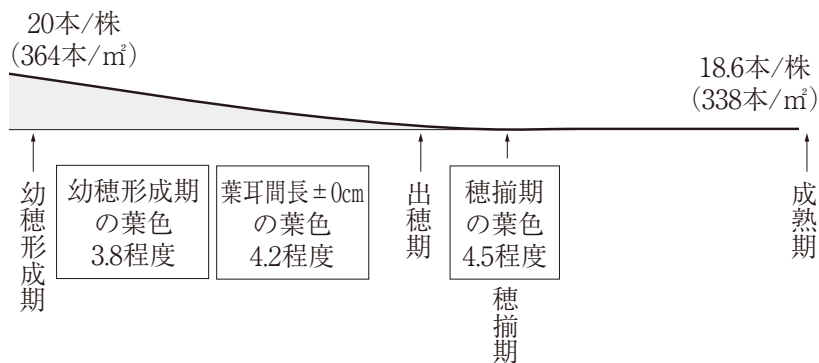 20本/株
(364本/㎡)
18.6本/株
(338本/㎡)
幼穂形成期
幼穂形成期
の葉色
3.8程度
葉耳間長±0cm
の葉色
4.2程度
出穂期
穂揃期
の葉色
4.5程度
穂揃期
成熟期